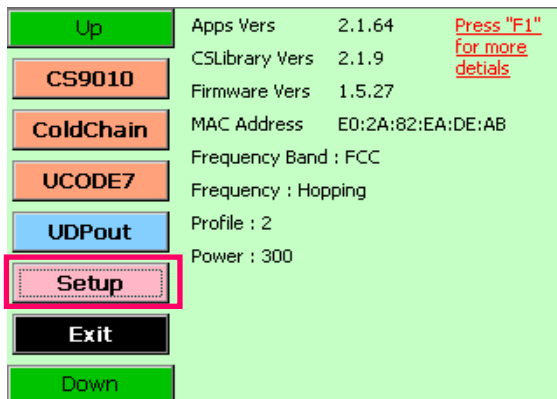 Up
CS9010
ColdChain
UCODE7
UDPout
Setup
Exit
Down
Apps Vers 2.1.64
CSLibrary Vers 2.1.9
Firmware Vers 1.5.27
MAC Address E0:2A:82:EA:DE:AB
Frequency Band : FCC
Frequency : Hopping
Profile : 2
Power : 300
Press "F1"
for more
detials